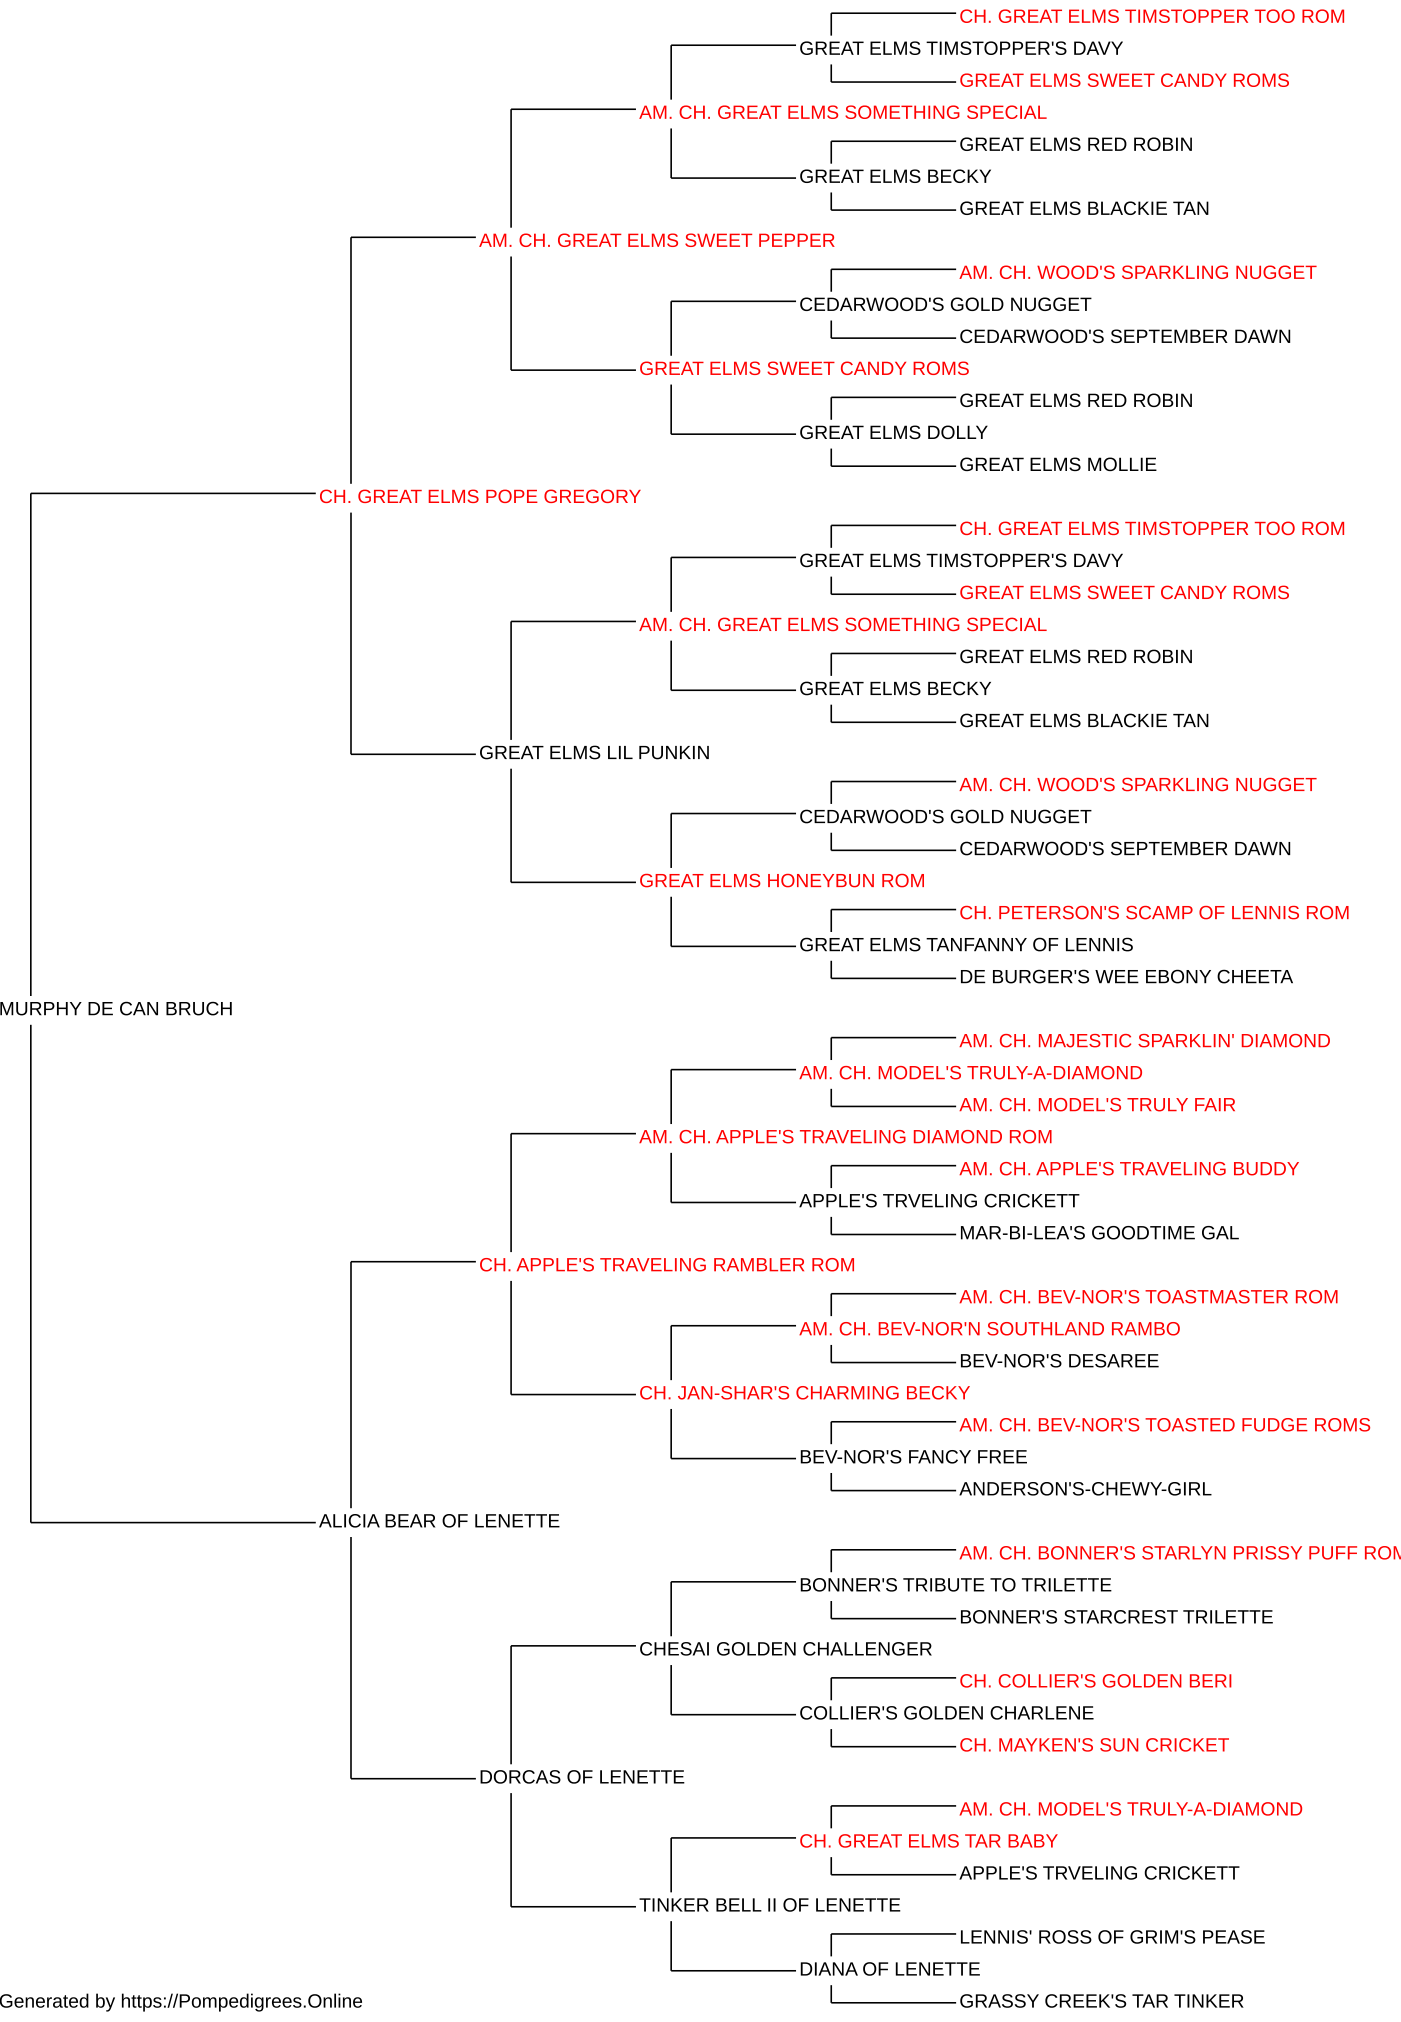 CH. GREAT ELMS TIMSTOPPER TOO ROM
GREAT ELMS TIMSTOPPER'S DAVY
GREAT ELMS SWEET CANDY ROMS
AM. CH. GREAT ELMS SOMETHING SPECIAL
GREAT ELMS RED ROBIN
GREAT ELMS BECKY
GREAT ELMS BLACKIE TAN
AM. CH. GREAT ELMS SWEET PEPPER
AM. CH. WOOD'S SPARKLING NUGGET
CEDARWOOD'S GOLD NUGGET
CEDARWOOD'S SEPTEMBER DAWN
GREAT ELMS SWEET CANDY ROMS
GREAT ELMS RED ROBIN
GREAT ELMS DOLLY
GREAT ELMS MOLLIE
CH. GREAT ELMS POPE GREGORY
CH. GREAT ELMS TIMSTOPPER TOO ROM
GREAT ELMS TIMSTOPPER'S DAVY
GREAT ELMS SWEET CANDY ROMS
AM. CH. GREAT ELMS SOMETHING SPECIAL
GREAT ELMS RED ROBIN
GREAT ELMS BECKY
GREAT ELMS BLACKIE TAN
GREAT ELMS LIL PUNKIN
AM. CH. WOOD'S SPARKLING NUGGET
CEDARWOOD'S GOLD NUGGET
CEDARWOOD'S SEPTEMBER DAWN
GREAT ELMS HONEYBUN ROM
CH. PETERSON'S SCAMP OF LENNIS ROM
GREAT ELMS TANFANNY OF LENNIS
DE BURGER'S WEE EBONY CHEETA
MURPHY DE CAN BRUCH
AM. CH. MAJESTIC SPARKLIN' DIAMOND
AM. CH. MODEL'S TRULY-A-DIAMOND
AM. CH. MODEL'S TRULY FAIR
AM. CH. APPLE'S TRAVELING DIAMOND ROM
AM. CH. APPLE'S TRAVELING BUDDY
APPLE'S TRVELING CRICKETT
MAR-BI-LEA'S GOODTIME GAL
CH. APPLE'S TRAVELING RAMBLER ROM
AM. CH. BEV-NOR'S TOASTMASTER ROM
AM. CH. BEV-NOR'N SOUTHLAND RAMBO
BEV-NOR'S DESAREE
CH. JAN-SHAR'S CHARMING BECKY
AM. CH. BEV-NOR'S TOASTED FUDGE ROMS
BEV-NOR'S FANCY FREE
ANDERSON'S-CHEWY-GIRL
ALICIA BEAR OF LENETTE
AM. CH. BONNER'S STARLYN PRISSY PUFF ROM
BONNER'S TRIBUTE TO TRILETTE
BONNER'S STARCREST TRILETTE
CHESAI GOLDEN CHALLENGER
CH. COLLIER'S GOLDEN BERI
COLLIER'S GOLDEN CHARLENE
CH. MAYKEN'S SUN CRICKET
DORCAS OF LENETTE
AM. CH. MODEL'S TRULY-A-DIAMOND
CH. GREAT ELMS TAR BABY
APPLE'S TRVELING CRICKETT
TINKER BELL II OF LENETTE
LENNIS' ROSS OF GRIM'S PEASE
DIANA OF LENETTE
GRASSY CREEK'S TAR TINKER
Generated by https://Pompedigrees.Online